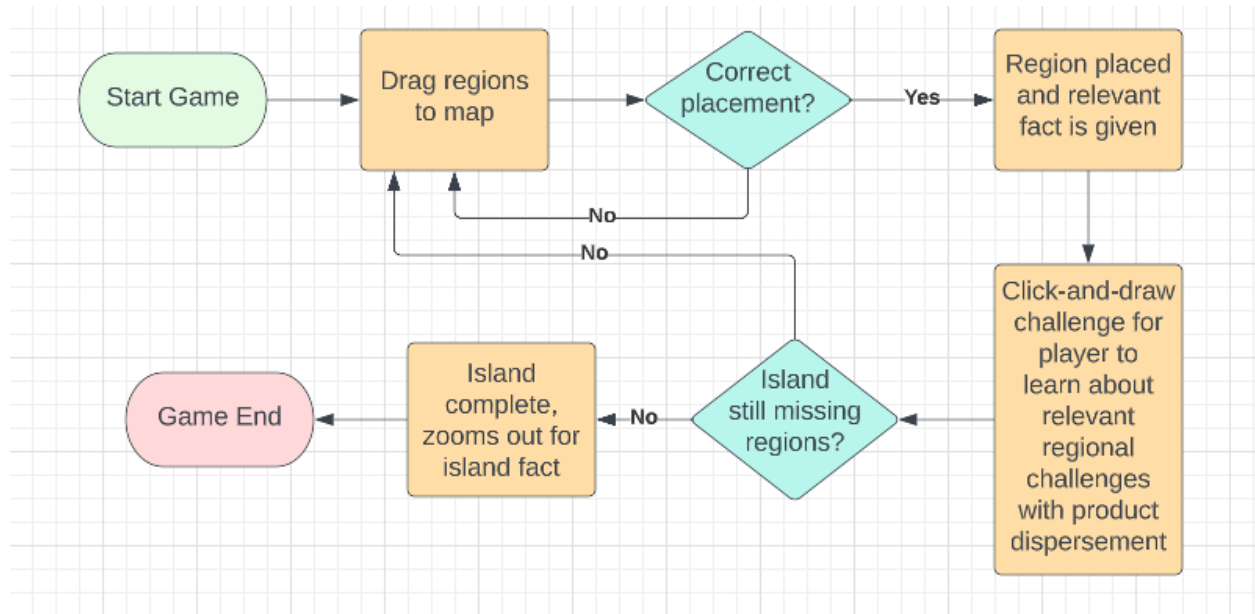 Start Game
Drag regions
to map
Correct
placement?
Yes
Region placed
and relevant
fact is given
No
No
Click-and-draw
challenge for
player to
learn about
relevant
regional
challenges
with product
dispersement
Island
still missing
regions?
No
Island
complete,
zooms out for
island fact
Game End